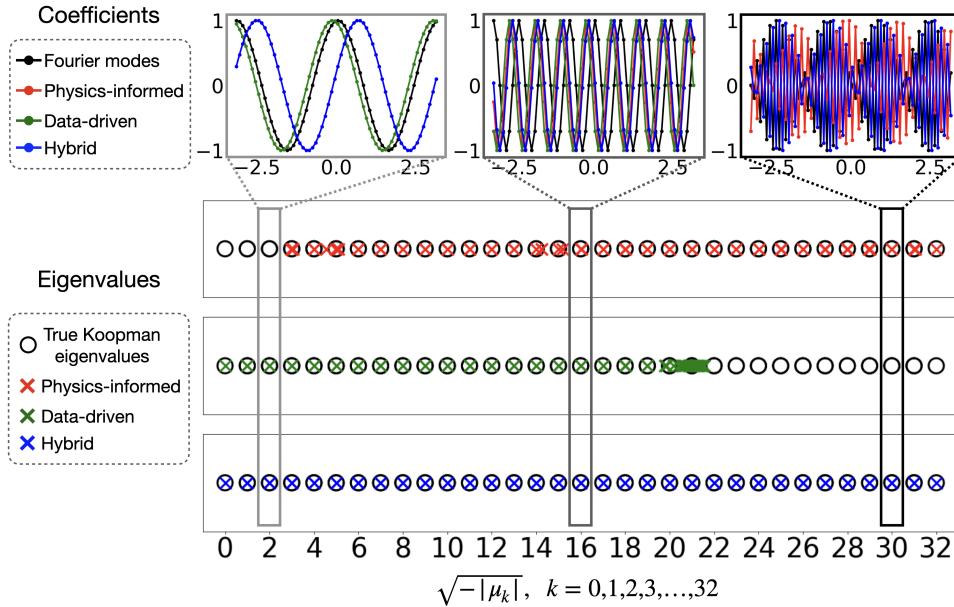 Coefficients
Fourier modes
Physics-informed
Data-driven
Hybrid
1
0
−1
−2.5 0.0 2.5
1
0
−1
−2.5 0.0 2.5
1
0
−1
−2.5 0.0 2.5
Eigenvalues
True Koopman
eigenvalues
Physics-informed
Data-driven
Hybrid
0 2 4 6 8 10 12 14 16 18 20 22 24 26 28 30 32
√−|μₖ|, k = 0,1,2,3,…,32